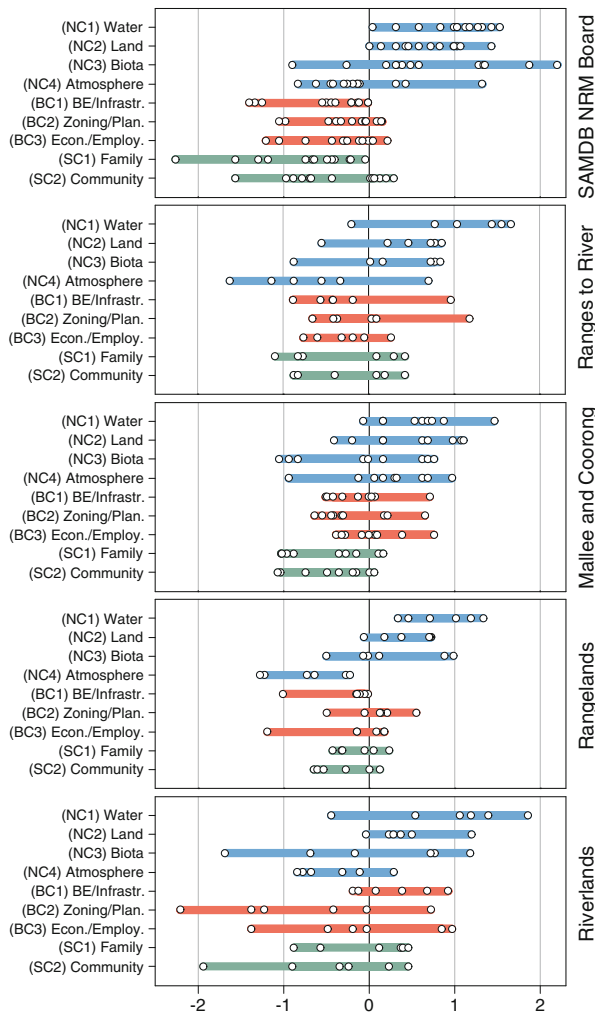 (NC1) Water
(NC2) Land
(NC3) Biota
(NC4) Atmosphere
(BC1) BE/Infrastr.
(BC2) Zoning/Plan.
(BC3) Econ./Employ.
(SC1) Family
(SC2) Community
SAMDB NRM Board
(NC1) Water
(NC2) Land
(NC3) Biota
(NC4) Atmosphere
(BC1) BE/Infrastr.
(BC2) Zoning/Plan.
(BC3) Econ./Employ.
(SC1) Family
(SC2) Community
Ranges to River
(NC1) Water
(NC2) Land
(NC3) Biota
(NC4) Atmosphere
(BC1) BE/Infrastr.
(BC2) Zoning/Plan.
(BC3) Econ./Employ.
(SC1) Family
(SC2) Community
Mallee and Coorong
(NC1) Water
(NC2) Land
(NC3) Biota
(NC4) Atmosphere
(BC1) BE/Infrastr.
(BC2) Zoning/Plan.
(BC3) Econ./Employ.
(SC1) Family
(SC2) Community
Rangelands
(NC1) Water
(NC2) Land
(NC3) Biota
(NC4) Atmosphere
(BC1) BE/Infrastr.
(BC2) Zoning/Plan.
(BC3) Econ./Employ.
(SC1) Family
(SC2) Community
Riverlands
-2 -1 0 1 2